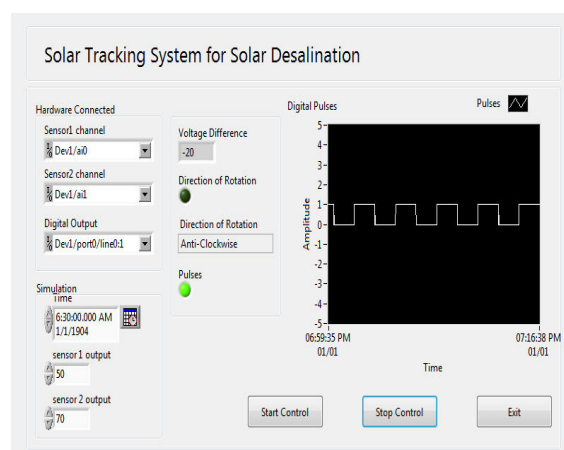 Solar Tracking System for Solar Desalination
Hardware Connected
Sensor1 channel
Dev1/ai0
Sensor2 channel
Dev1/ai1
Digital Output
Dev1/port0/line0:1
Simulation
Time
6:30:00.000 AM
1/1/1904
sensor 1 output
50
sensor 2 output
70
Voltage Difference
-20
Direction of Rotation
Direction of Rotation
Anti-Clockwise
Pulses
Digital Pulses
Pulses
Amplitude
5
4
3
2
1
0
-1
-2
-3
-4
-5
06:59:35 PM
01/01
07:16:38 PM
01/01
Time
Start Control
Stop Control
Exit